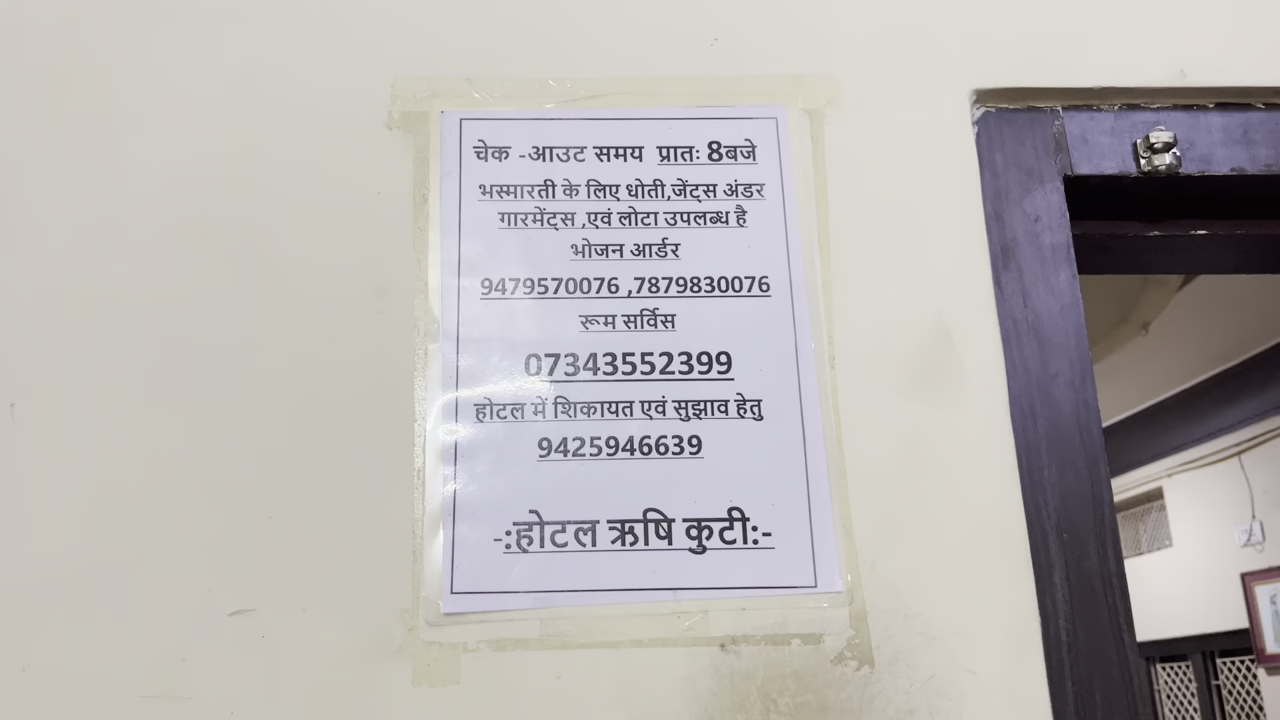 चेक -आउट समय  प्रातः 8बजे
भस्मारती के लिए धोती,जेंट्स अंडर
गारमेंट्स ,एवं लोटा उपलब्ध है
भोजन आर्डर
9479570076 ,7879830076
रूम सर्विस
07343552399
होटल में शिकायत एवं सुझाव हेतु
9425946639
-:होटल ऋषि कुटी:-